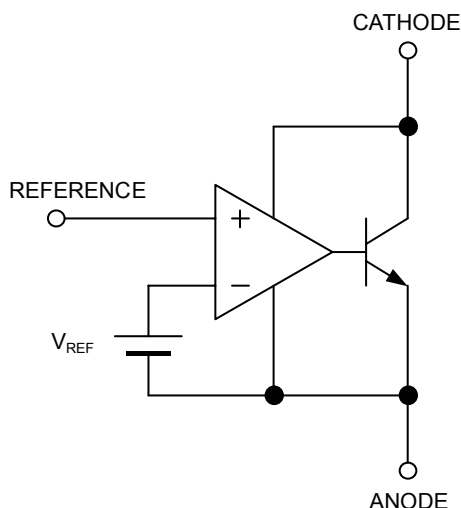 CATHODE
REFERENCE
+
−
VREF
ANODE